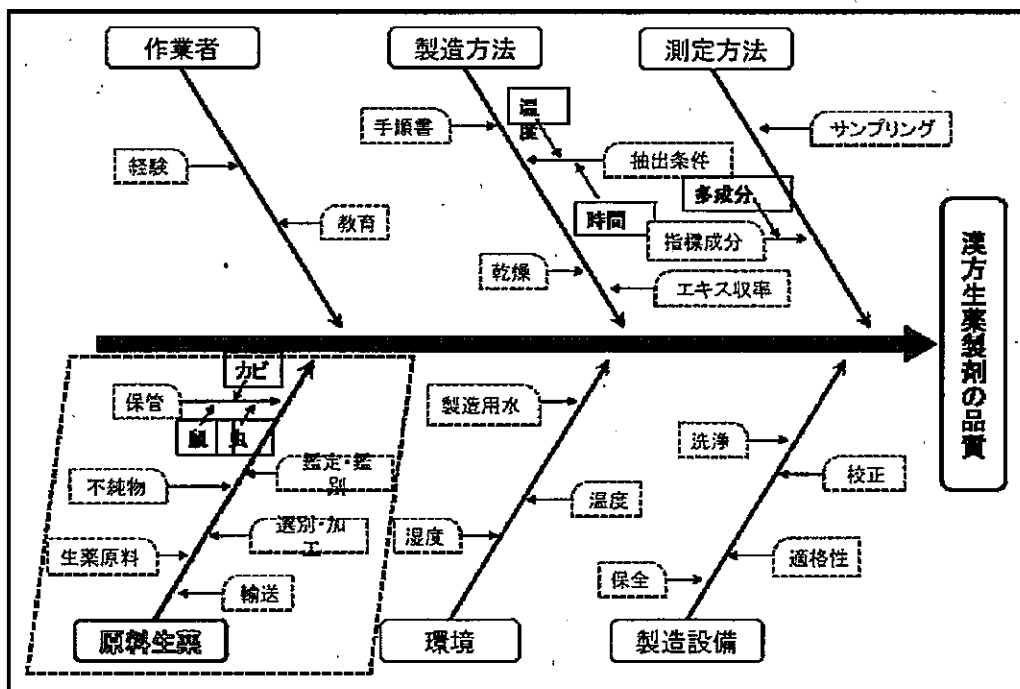 作業者
製造方法
測定方法
温
度
手順書
サンプリング
経験
抽出条件
多成分
教育
時間
指標成分
乾燥
エキス収率
漢方生薬製剤の品質
カビ
保管
虫
製造用水
洗浄
鑑定・鑑
別
不純物
校正
温度
選別・加
工
湿度
生薬原料
適格性
保全
輸送
原料生薬
環境
製造設備